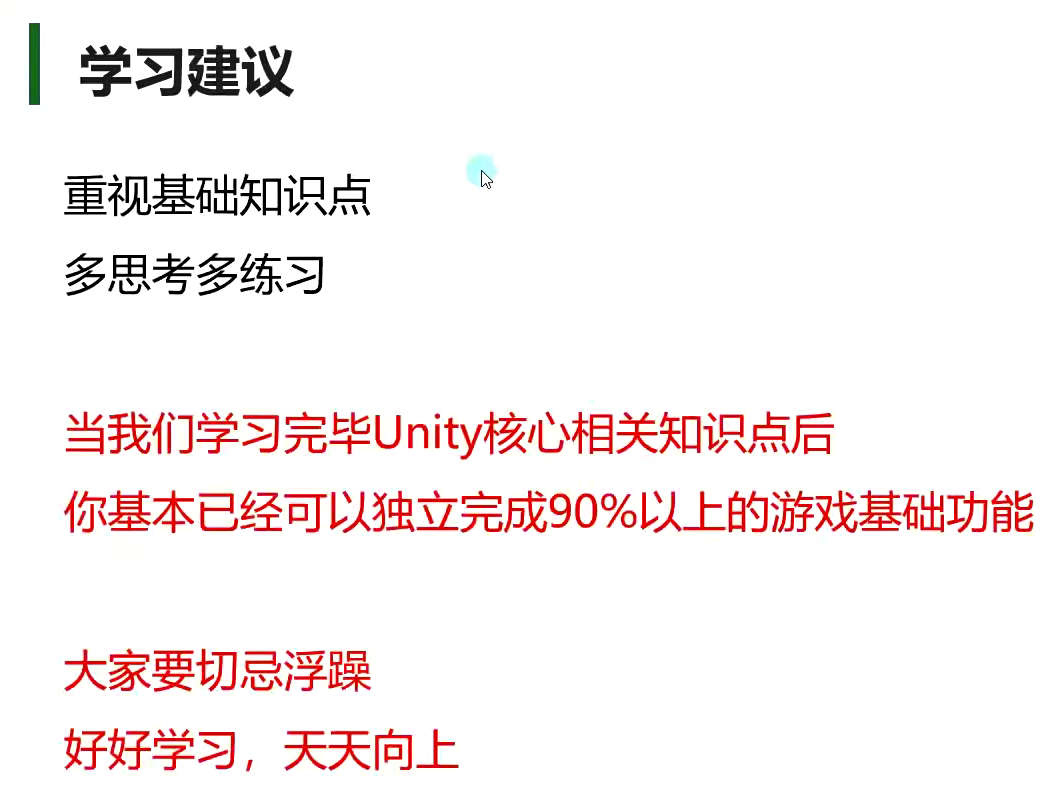 学习建议
重视基础知识点
多思考多练习
当我们学习完毕Unity核心相关知识点后
你基本已经可以独立完成90%以上的游戏基础功能
大家要切忌浮躁
好好学习，天天向上